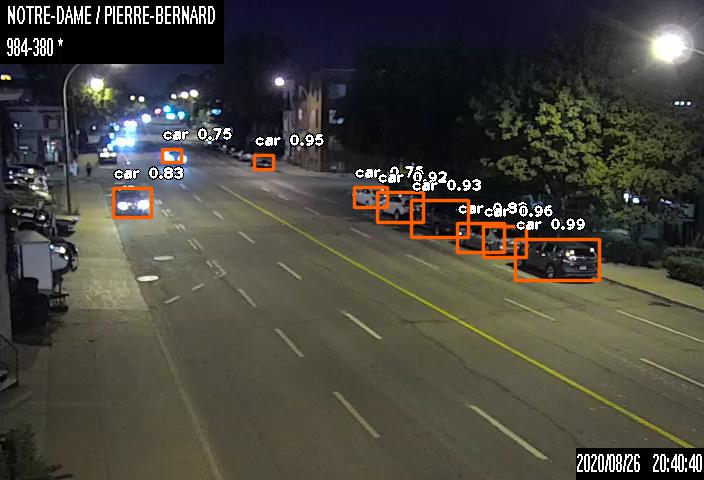 NOTRE-DAME / PIERRE-BERNARD
984-380 *
car 0.75
car 0.95
car 0.83
car 0.92
car 0.93
car 0.96
car 0.99
2020/08/26 20:40:40